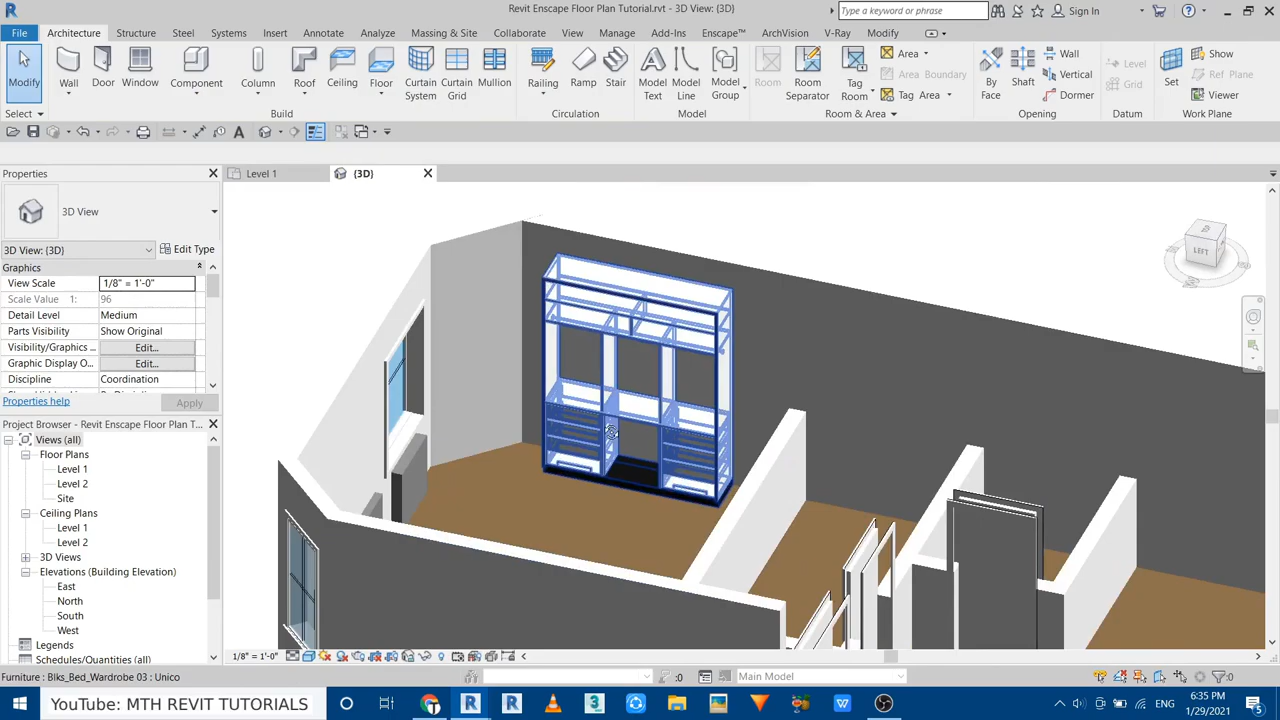 Revit Enscape Floor Plan Tutorial.rvt - 3D View: {3D}
Type a keyword or phrase
Sign In
File
Architecture
Structure
Steel
Systems
Insert
Annotate
Analyze
Massing & Site
Collaborate
View
Manage
Add-Ins
Enscape™
ArchVision
V-Ray
Modify
Modify
Wall
Door
Window
Component
Column
Roof
Ceiling
Floor
Curtain
System
Curtain
Grid
Mullion
Railing
Ramp
Stair
Model
Text
Model
Line
Model
Group
Room
Room
Separator
Tag
Room
Area
Area Boundary
Tag Area
By
Face
Shaft
Wall
Vertical
Dormer
Level
Grid
Set
Show
Ref Plane
Viewer
Select
Build
Circulation
Model
Room & Area
Opening
Datum
Work Plane
Properties
Level 1
{3D}
3D View
3D View: {3D}
Edit Type
Graphics
View Scale
1/8" = 1'-0"
Scale Value 1:
96
Detail Level
Medium
Parts Visibility
Show Original
Visibility/Graphics ...
Edit...
Graphic Display O...
Edit...
Discipline
Coordination
Properties help
Apply
Project Browser - Revit Enscape Floor Plan T...
Views (all)
Floor Plans
Level 1
Level 2
Site
Ceiling Plans
Level 1
Level 2
3D Views
Elevations (Building Elevation)
East
North
South
West
Legends
Schedules/Quantities (all)
LEFT
1/8" = 1'-0"
Furniture : Blks_Bed_Wardrobe 03 : Unico
:0
Main Model
:0
YouTube: MTH REVIT TUTORIALS
6:35 PM
1/29/2021